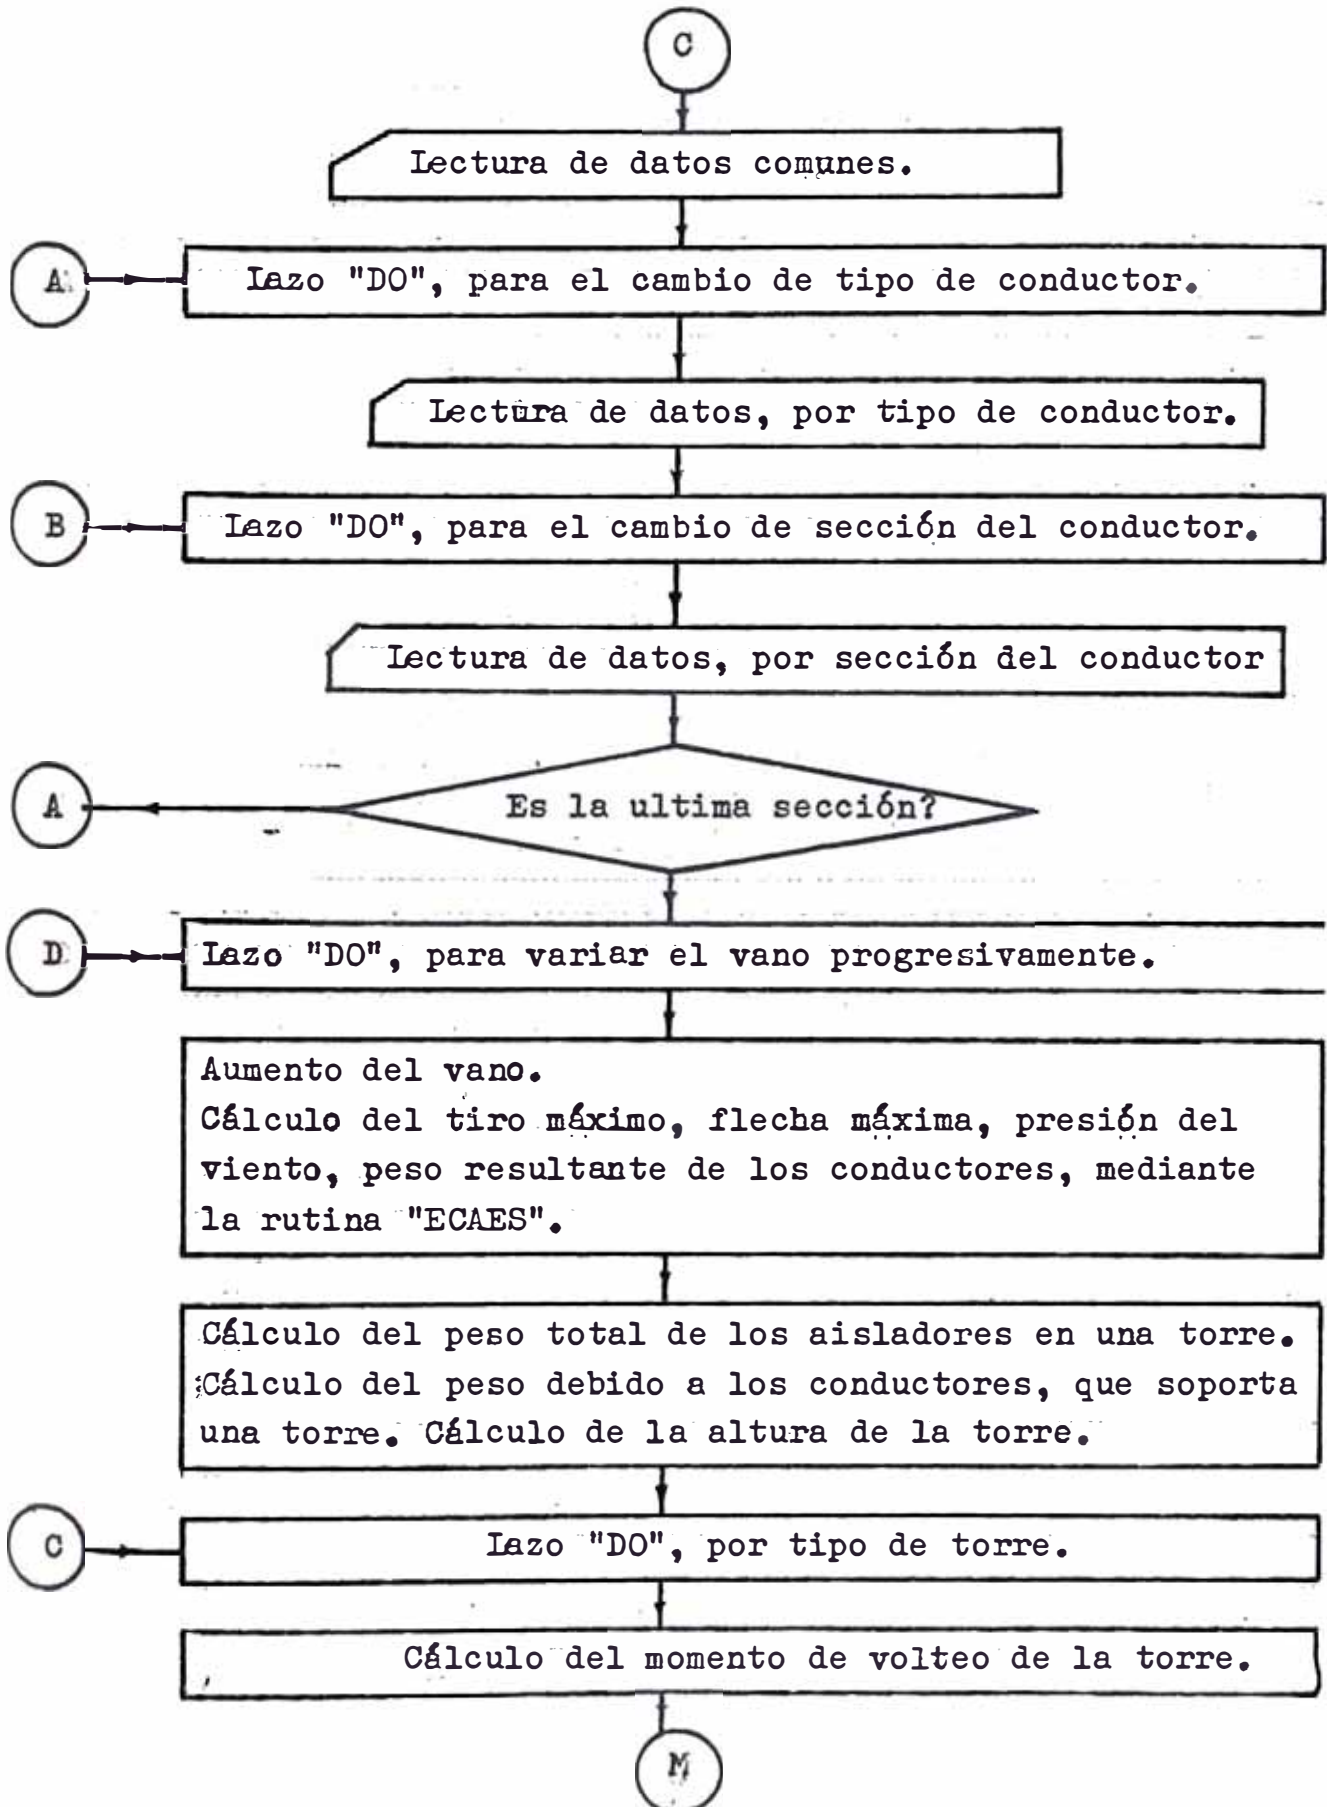 C
Lectura de datos comunes.
A
Lazo "DO", para el cambio de tipo de conductor.
Lectura de datos, por tipo de conductor.
B
Lazo "DO", para el cambio de sección del conductor.
Lectura de datos, por sección del conductor
A
Es la ultima sección?
D
Lazo "DO", para variar el vano progresivamente.
Aumento del vano.
Cálculo del tiro máximo, flecha máxima, presión del
viento, peso resultante de los conductores, mediante
la rutina "ECAES".
Cálculo del peso total de los aisladores en una torre.
Cálculo del peso debido a los conductores, que soporta
una torre. Cálculo de la altura de la torre.
C
Lazo "DO", por tipo de torre.
Cálculo del momento de volteo de la torre.
M